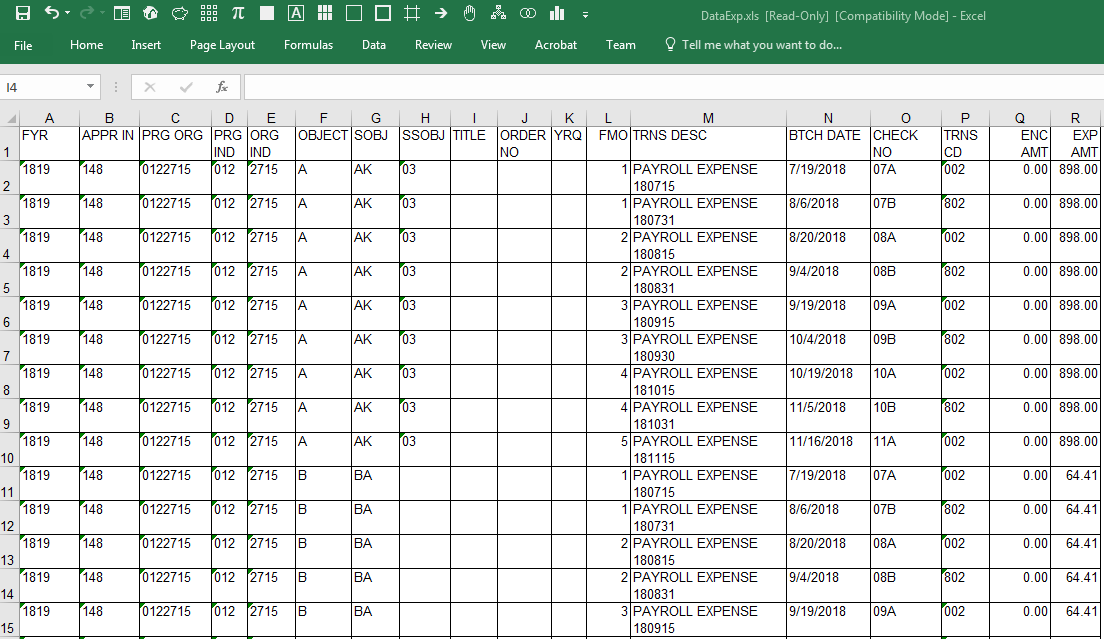 DataExp.xls [Read-Only] [Compatibility Mode] - Excel
File Home Insert Page Layout Formulas Data Review View Acrobat Team Tell me what you want to do...
I4 fx
A B C D E F G H I J K L M N O P Q R
FYR APPR IN PRG ORG PRG ORG OBJECT SOBJ SSOBJ TITLE ORDER YRQ FMO TRNS DESC BTCH DATE CHECK TRNS ENC EXP
1 IND IND NO NO CD AMT AMT
1819 148 0122715 012 2715 A AK 03 1 PAYROLL EXPENSE 7/19/2018 07A 002 0.00 898.00
2 180715
1819 148 0122715 012 2715 A AK 03 1 PAYROLL EXPENSE 8/6/2018 07B 802 0.00 898.00
3 180731
1819 148 0122715 012 2715 A AK 03 2 PAYROLL EXPENSE 8/20/2018 08A 002 0.00 898.00
4 180815
1819 148 0122715 012 2715 A AK 03 2 PAYROLL EXPENSE 9/4/2018 08B 802 0.00 898.00
5 180831
1819 148 0122715 012 2715 A AK 03 3 PAYROLL EXPENSE 9/19/2018 09A 002 0.00 898.00
6 180915
1819 148 0122715 012 2715 A AK 03 3 PAYROLL EXPENSE 10/4/2018 09B 802 0.00 898.00
7 180930
1819 148 0122715 012 2715 A AK 03 4 PAYROLL EXPENSE 10/19/2018 10A 002 0.00 898.00
8 181015
1819 148 0122715 012 2715 A AK 03 4 PAYROLL EXPENSE 11/5/2018 10B 802 0.00 898.00
9 181031
1819 148 0122715 012 2715 A AK 03 5 PAYROLL EXPENSE 11/16/2018 11A 002 0.00 898.00
10 181115
1819 148 0122715 012 2715 B BA 1 PAYROLL EXPENSE 7/19/2018 07A 002 0.00 64.41
11 180715
1819 148 0122715 012 2715 B BA 1 PAYROLL EXPENSE 8/6/2018 07B 802 0.00 64.41
12 180731
1819 148 0122715 012 2715 B BA 2 PAYROLL EXPENSE 8/20/2018 08A 002 0.00 64.41
13 180815
1819 148 0122715 012 2715 B BA 2 PAYROLL EXPENSE 9/4/2018 08B 802 0.00 64.41
14 180831
1819 148 0122715 012 2715 B BA 3 PAYROLL EXPENSE 9/19/2018 09A 002 0.00 64.41
15 180915